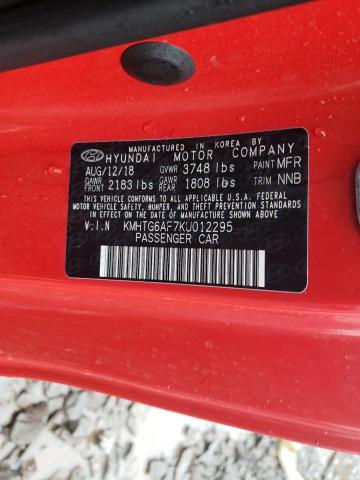 MANUFACTURED IN KOREA BY
HYUNDAI MOTOR COMPANY
AUG/12/18 GVWR 3748 lbs PAINT MFR
GAWR FRONT 2183 lbs GAWR REAR 1808 lbs TRIM NNB
THIS VEHICLE CONFORMS TO ALL APPLICABLE U.S.A. FEDERAL
MOTOR VEHICLE SAFETY, BUMPER, AND THEFT PREVENTION
STANDARDS IN EFFECT ON THE DATE OF MANUFACTURE
SHOWN ABOVE.
V.I.N KMHTG6AF7KU012295
PASSENGER CAR